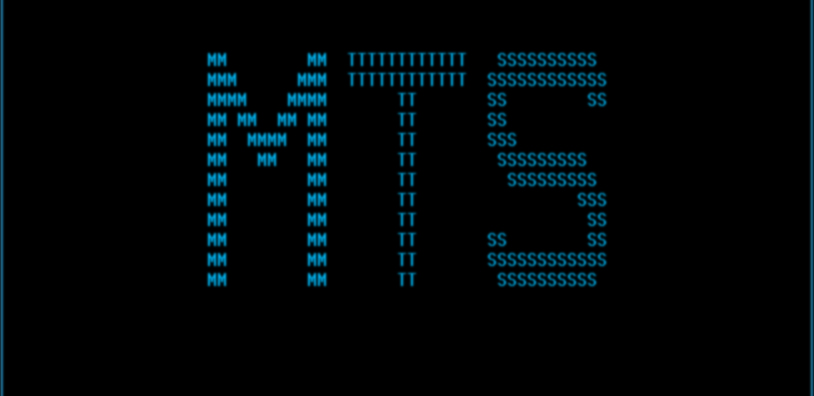 MM        MM  TTTTTTTTTTTT   SSSSSSSSSS
MMM      MMM  TTTTTTTTTTTT  SSSSSSSSSSSS
MMMM    MMMM       TT       SS        SS
MM MM  MM MM       TT       SS
MM  MMMM  MM       TT       SSS
MM   MM   MM       TT        SSSSSSSSS
MM        MM       TT         SSSSSSSSS
MM        MM       TT                SSS
MM        MM       TT                 SS
MM        MM       TT       SS        SS
MM        MM       TT       SSSSSSSSSSSS
MM        MM       TT        SSSSSSSSSS